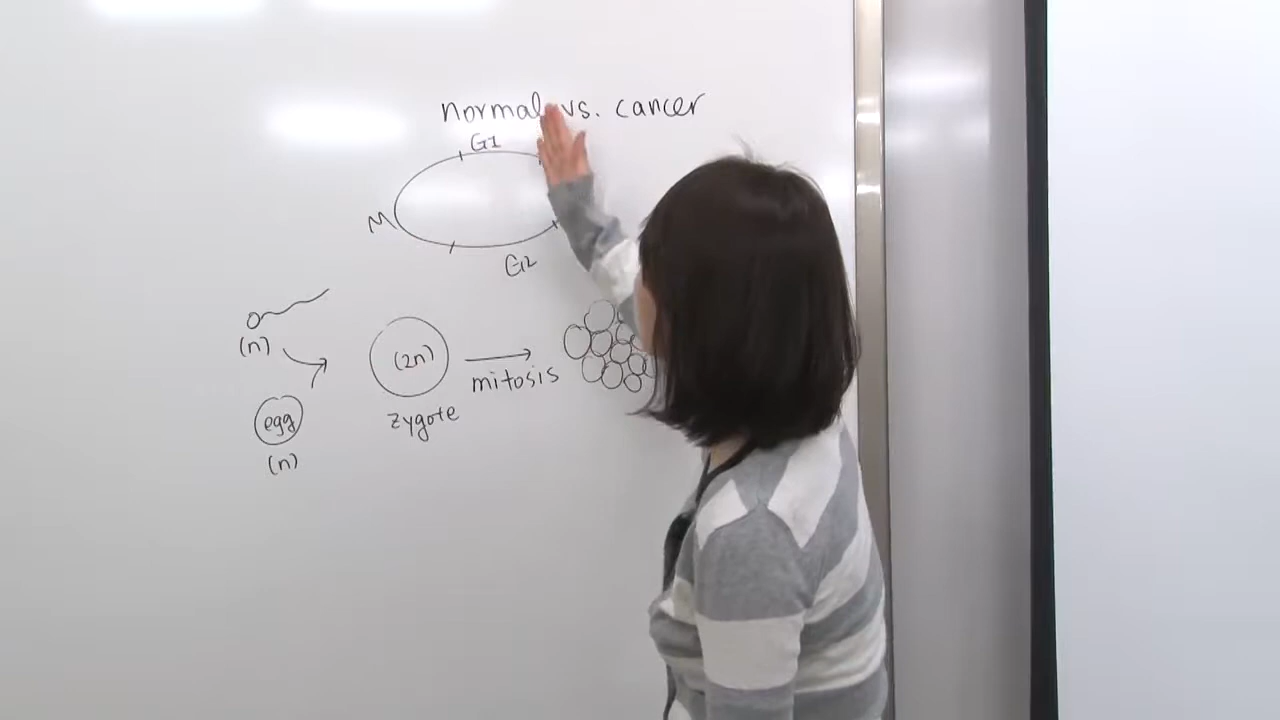 normal vs. cancer
G1
M
G2
(n)
(2n)
mitosis
zygote
egg
(n)